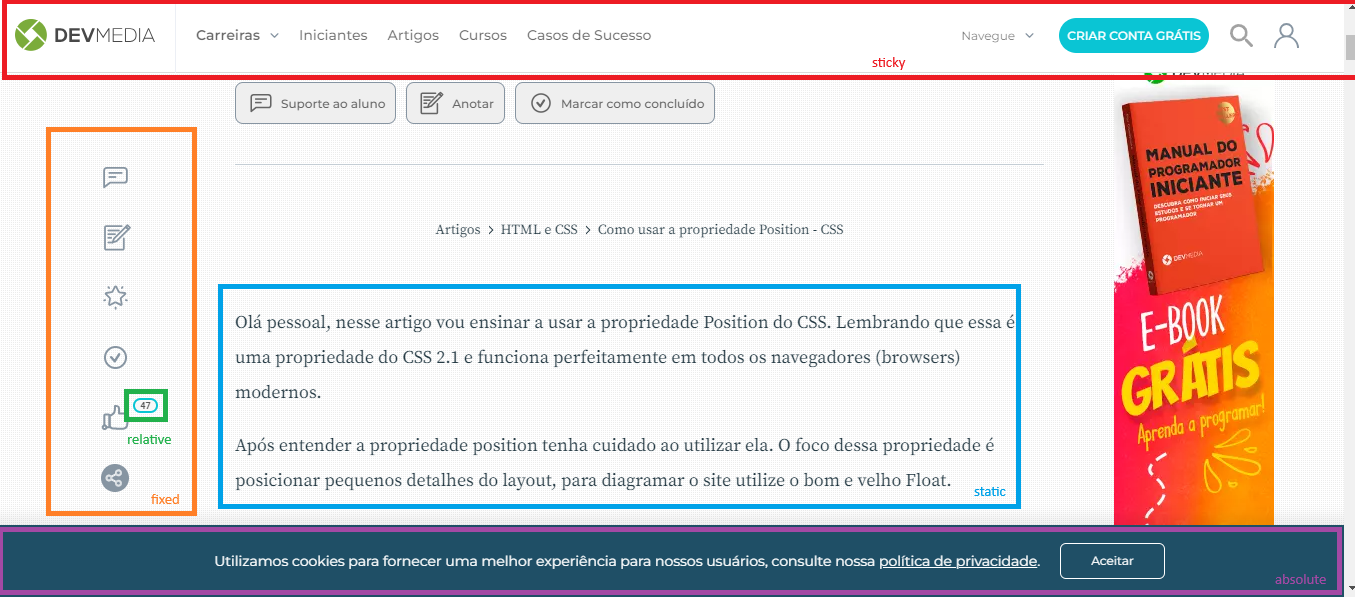 DEVMEDIA
Carreiras Iniciantes Artigos Cursos Casos de Sucesso
Navegue
CRIAR CONTA GRÁTIS
sticky
Suporte ao aluno
Anotar
Marcar como concluído
Artigos > HTML e CSS > Como usar a propriedade Position - CSS
Olá pessoal, nesse artigo vou ensinar a usar a propriedade Position do CSS. Lembrando que essa é
uma propriedade do CSS 2.1 e funciona perfeitamente em todos os navegadores (browsers)
modernos.
Após entender a propriedade position tenha cuidado ao utilizar ela. O foco dessa propriedade é
posicionar pequenos detalhes do layout, para diagramar o site utilize o bom e velho Float.
static
47
relative
fixed
MANUAL DO
PROGRAMADOR
INICIANTE
DESCUBRA COMO INICIAR SEUS
ESTUDOS E SE TORNAR UM
PROGRAMADOR
DEVMEDIA
E-BOOK
GRÁTIS
Aprenda a programar!
Utilizamos cookies para fornecer uma melhor experiência para nossos usuários, consulte nossa política de privacidade.
Aceitar
absolute